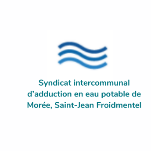 Syndicat intercommunal
d'adduction en eau potable de
Morée, Saint-Jean Froidmentel